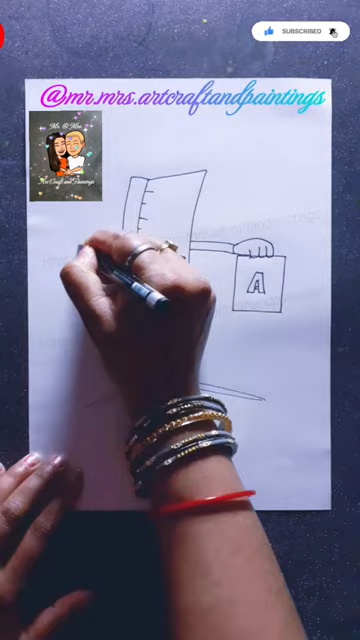 SUBSCRIBED
@mr.mrs.artcraftandpaintings
Mr. & Mrs.
Art Craft and Paintings
A